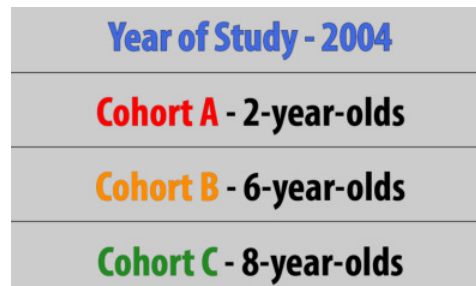 Year of Study - 2004
Cohort A - 2-year-olds
Cohort B - 6-year-olds
Cohort C - 8-year-olds